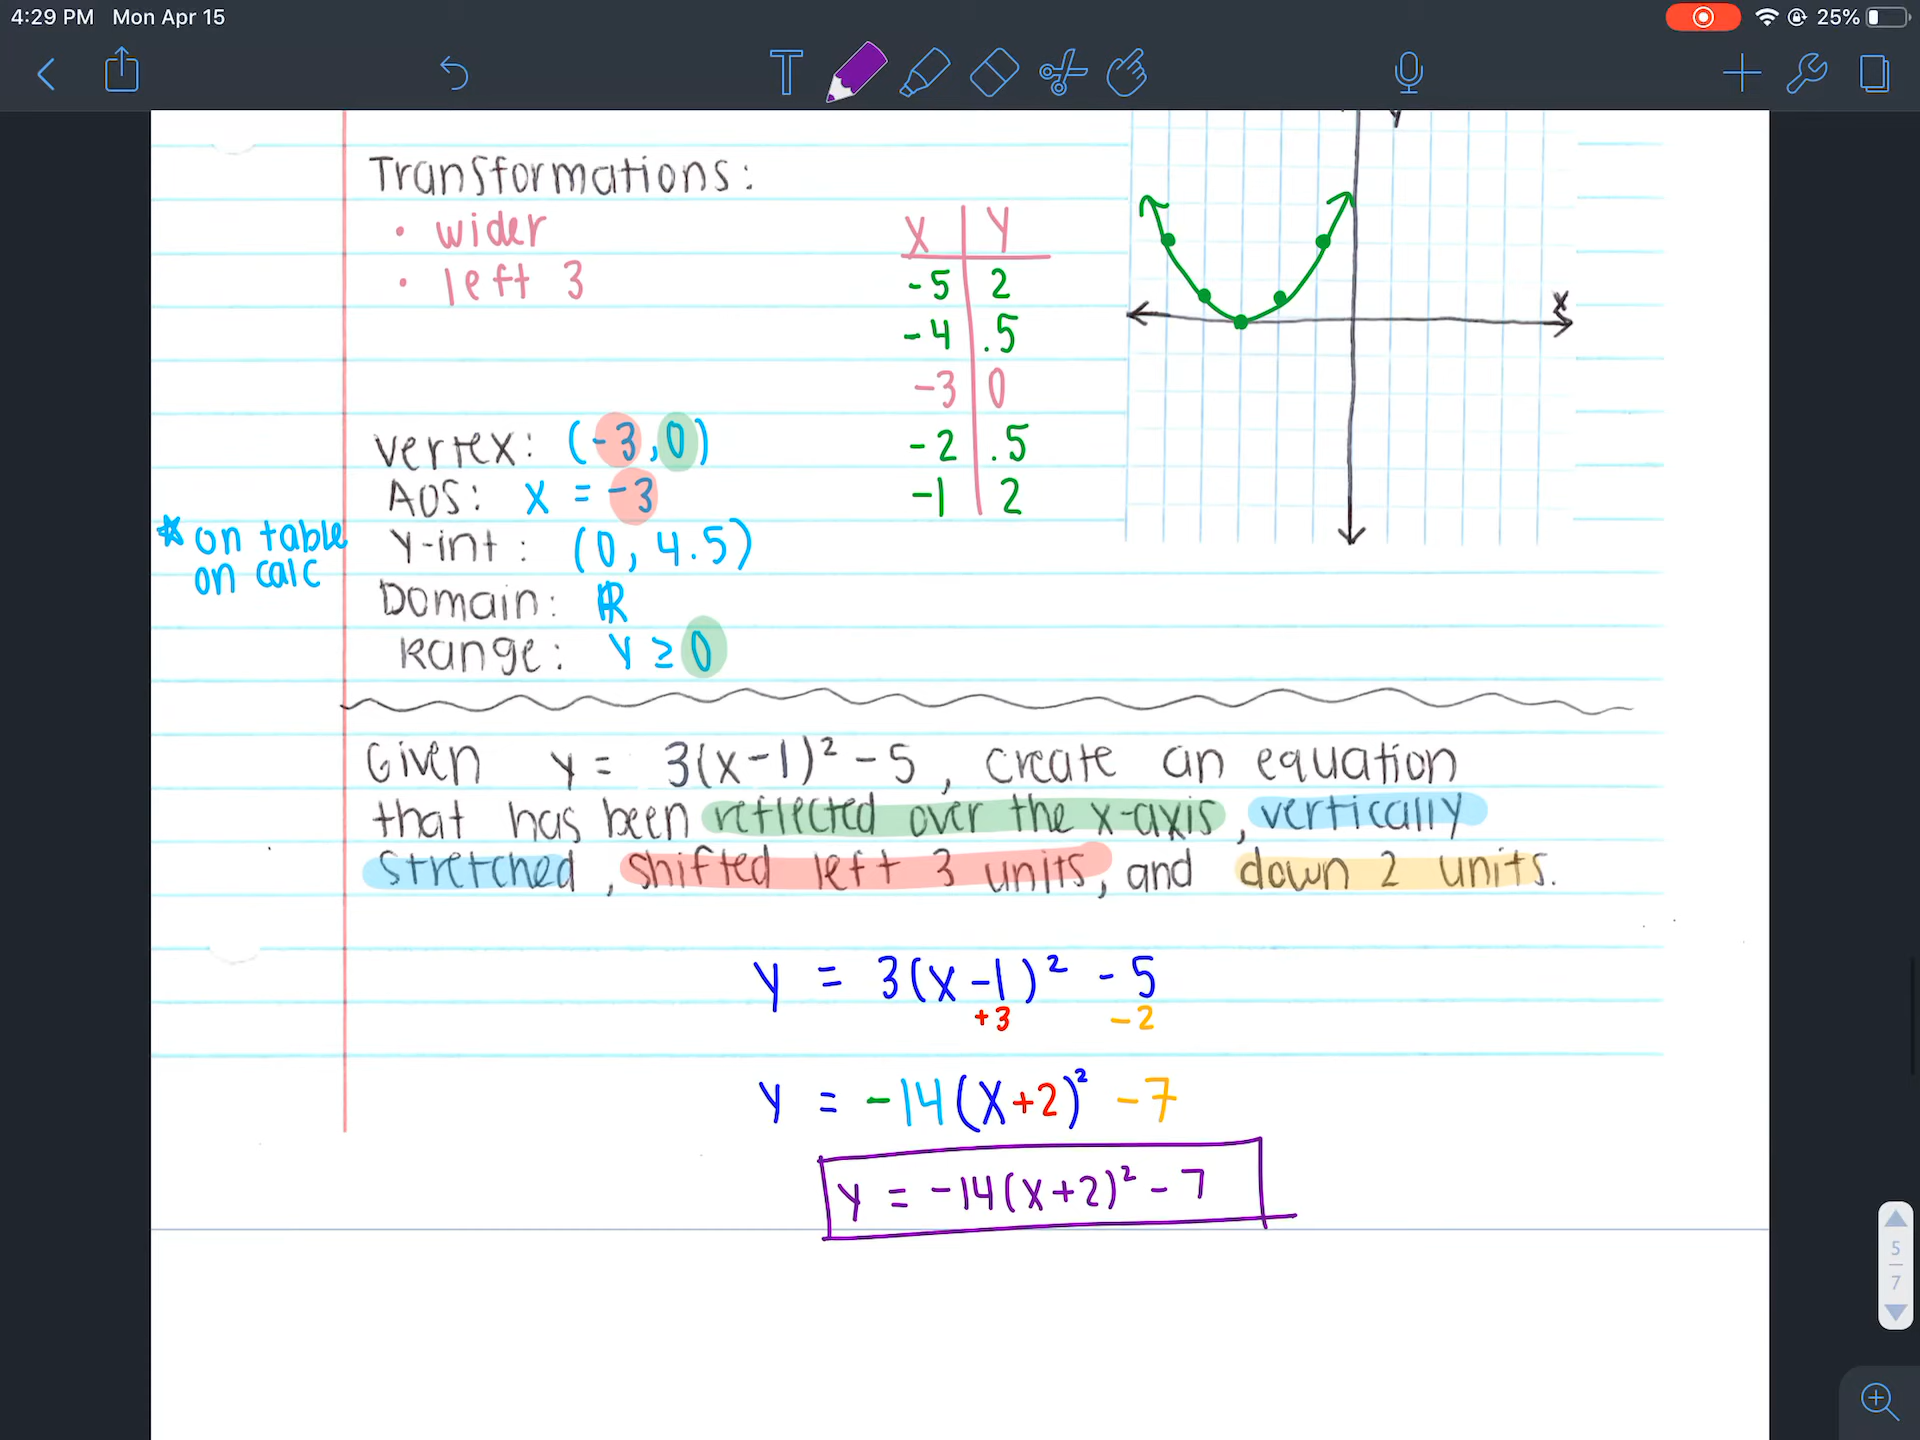 4:29 PM Mon Apr 15
25%
T
Transformations:
• wider
• left 3
X Y
-5 2
-4 .5
-3 0
-2 .5
-1 2
Y
X
Vertex: (-3,0)
AOS: X = -3
* on table
on calc
Y-int: (0, 4.5)
Domain: ℝ
Range: Y ≥ 0
Given y = 3(x-1)² - 5, create an equation
that has been reflected over the x-axis, vertically
stretched, shifted left 3 units, and down 2 units.
y = 3(x-1)² - 5
+3 -2
y = -14(x+2)² - 7
y = -14(x+2)² - 7
5
7